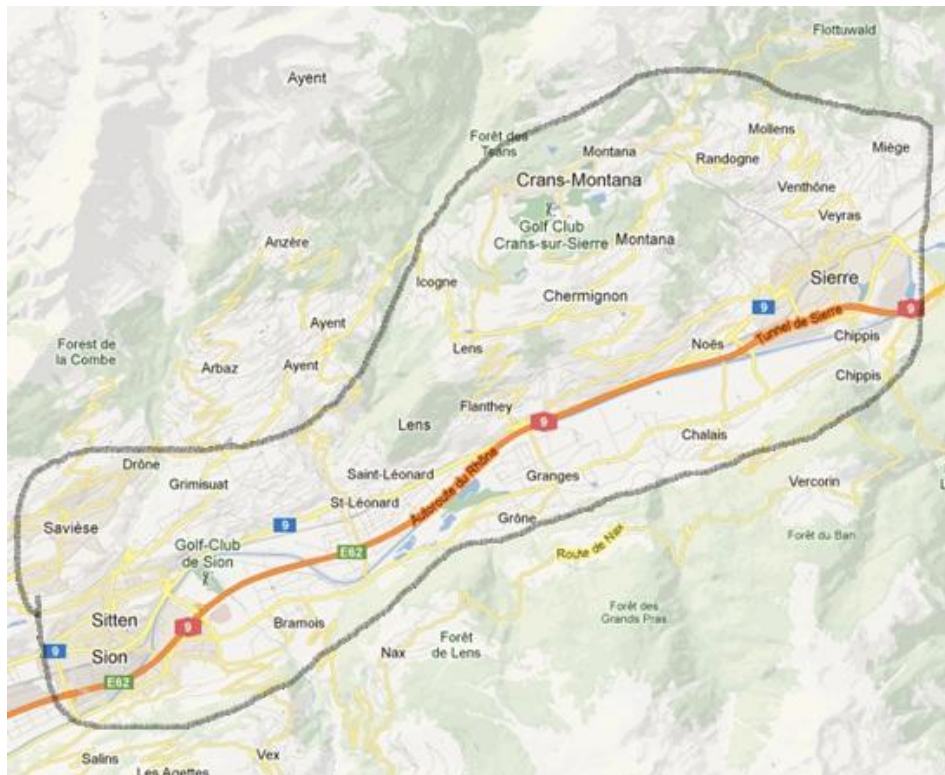 Flottuwald
Ayent
Forêt des
Tsans
Montana
Mollens
Randogne
Miège
Crans-Montana
Venthône
Golf Club
Crans-sur-Sierre
Veyras
Montana
Anzère
Icogne
Sierre
Chermignon
9
9
Ayent
Tunnel de Sierre
Chippis
Forest de
la Combe
Noës
Lens
Arbaz
Ayent
Chippis
Flanthey
Lens
9
Chalais
Drône
Grimisuat
Saint-Léonard
Autoroute du Rhône
Granges
Vercorin
St-Léonard
Savièse
9
Grône
Forêt du Ban
Golf-Club
de Sion
E62
Route de Nax
Sitten
9
Bramois
Forêt des
Grands Pras
Forêt
de Lens
9
Sion
Nax
E62
Salins
Vex
Les Agettes